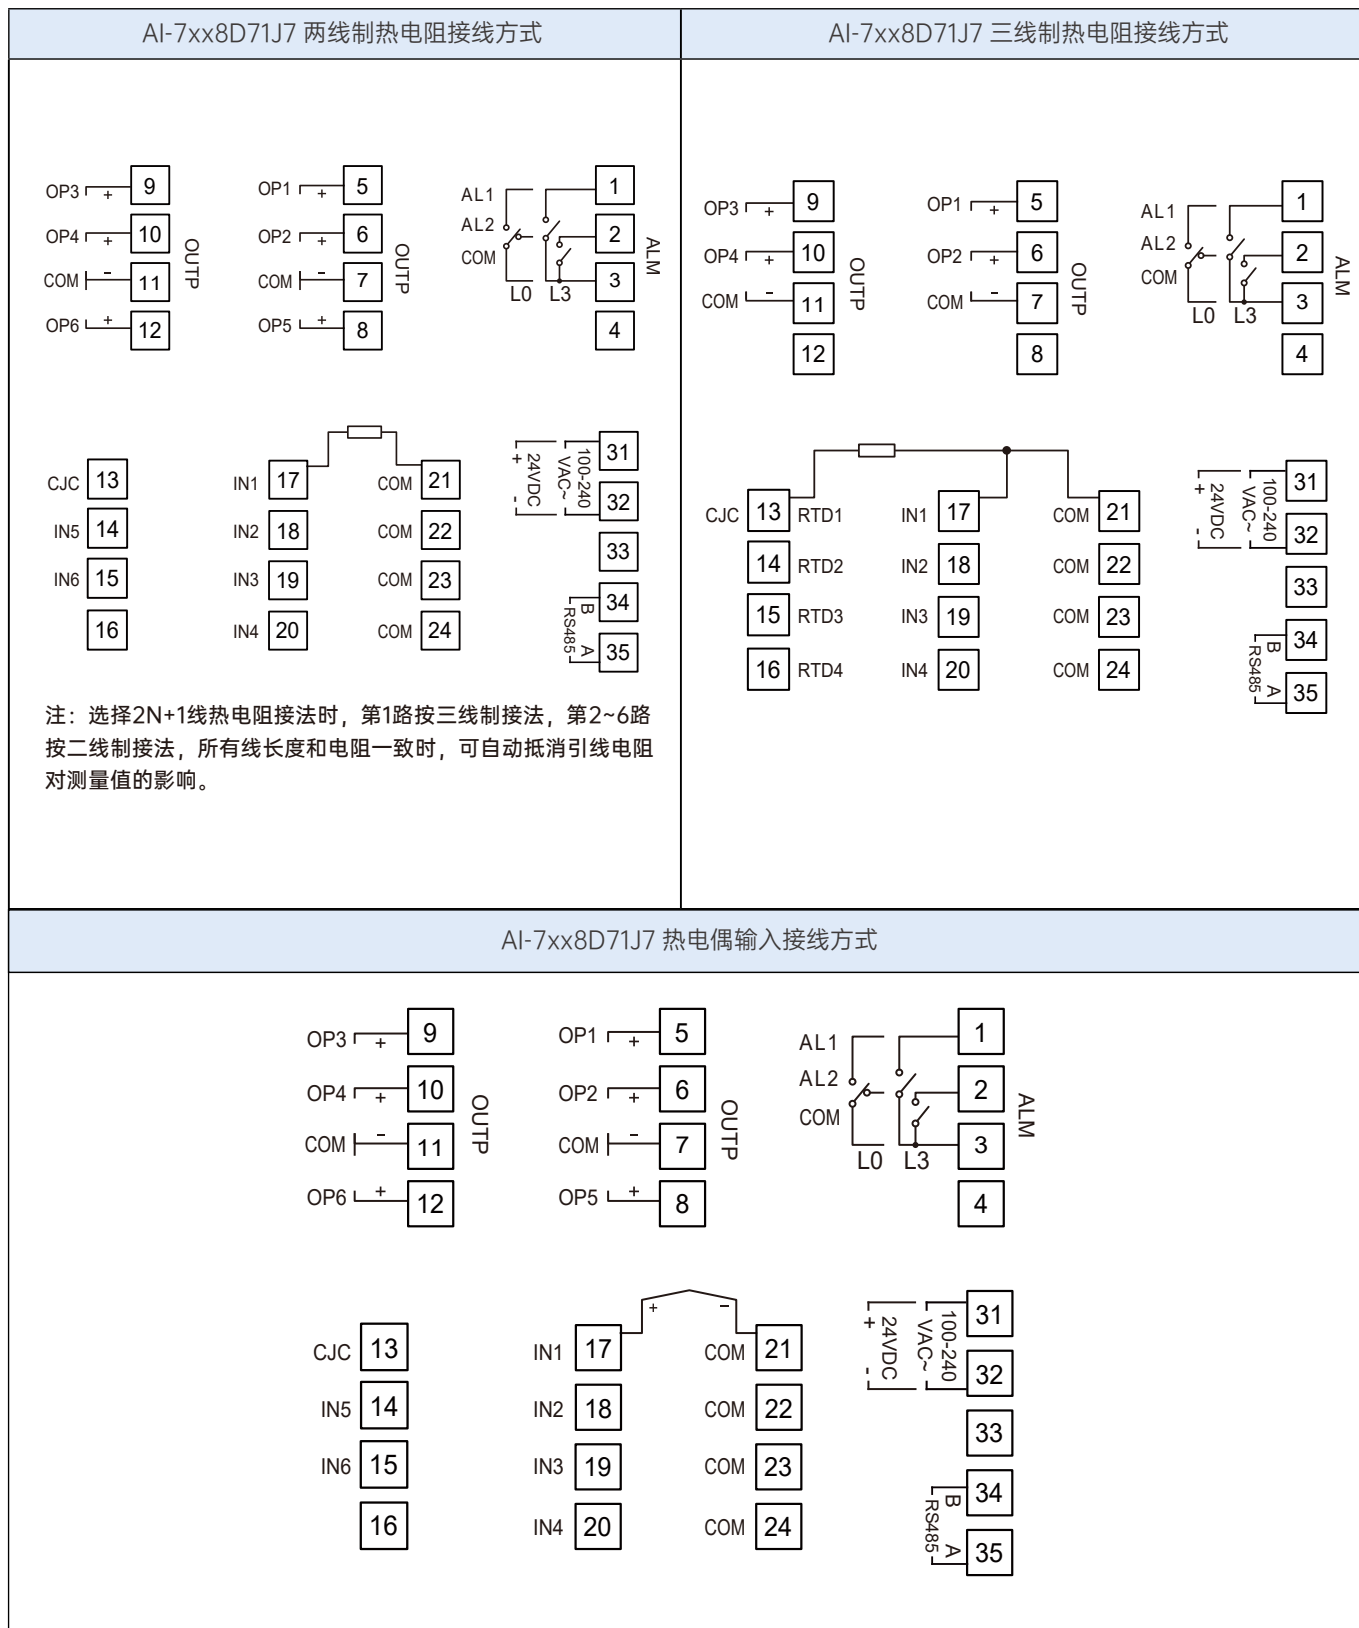 AI-7xx8D71J7 两线制热电阻接线方式
OP3 + 9
OP4 + 10
COM - 11
OP6 + 12
OUTP
OP1 + 5
OP2 + 6
COM - 7
OP5 + 8
OUTP
AL1
AL2
COM
L0 L3
1
2
3
4
ALM
CJC 13
IN5 14
IN6 15
16
IN1 17
IN2 18
IN3 19
IN4 20
COM 21
COM 22
COM 23
COM 24
+ 24VDC -
100-240
VAC~
31
32
33
34
35
B A
RS485
注：选择2N+1线热电阻接法时，第1路按三线制接法，第2~6路
按二线制接法，所有线长度和电阻一致时，可自动抵消引线电阻
对测量值的影响。
AI-7xx8D71J7 三线制热电阻接线方式
OP3 + 9
OP4 + 10
COM - 11
12
OUTP
OP1 + 5
OP2 + 6
COM - 7
8
OUTP
AL1
AL2
COM
L0 L3
1
2
3
4
ALM
CJC 13 RTD1
14 RTD2
15 RTD3
16 RTD4
IN1 17
IN2 18
IN3 19
IN4 20
COM 21
COM 22
COM 23
COM 24
+ 24VDC -
100-240
VAC~
31
32
33
34
35
B A
RS485
AI-7xx8D71J7 热电偶输入接线方式
OP3 + 9
OP4 + 10
COM - 11
OP6 + 12
OUTP
OP1 + 5
OP2 + 6
COM - 7
OP5 + 8
OUTP
AL1
AL2
COM
L0 L3
1
2
3
4
ALM
CJC 13
IN5 14
IN6 15
16
+ -
IN1 17
IN2 18
IN3 19
IN4 20
COM 21
COM 22
COM 23
COM 24
+ 24VDC -
100-240
VAC~
31
32
33
34
35
B A
RS485